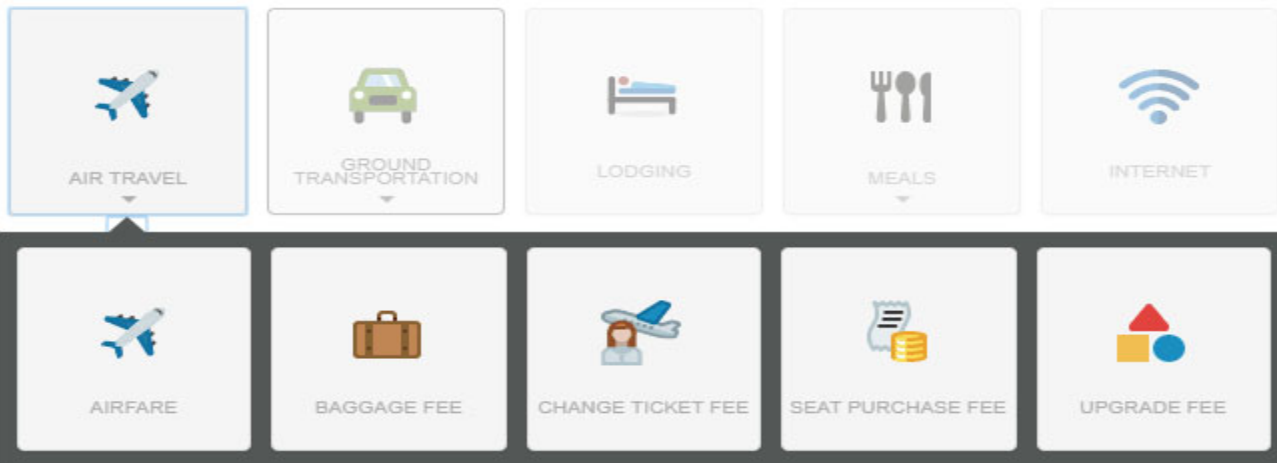 AIR TRAVEL
GROUND
TRANSPORTATION
LODGING
MEALS
INTERNET
AIRFARE
BAGGAGE FEE
CHANGE TICKET FEE
SEAT PURCHASE FEE
UPGRADE FEE